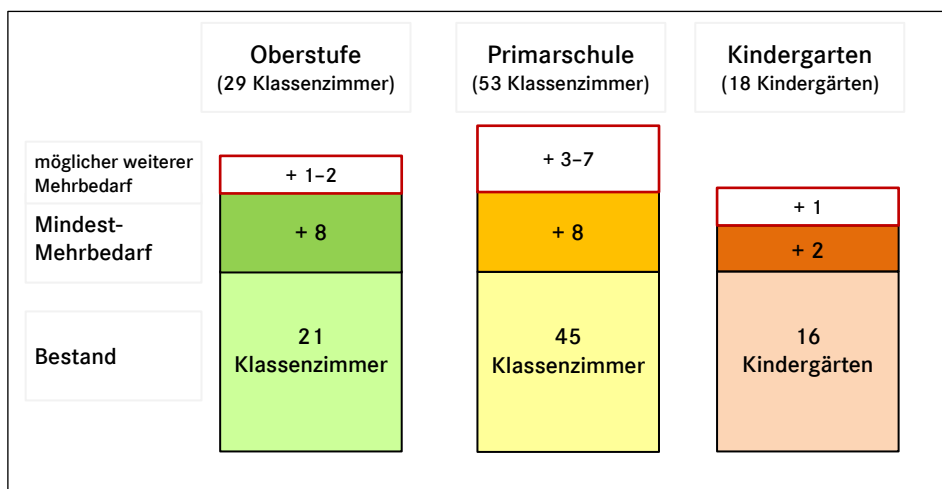 Oberstufe
(29 Klassenzimmer)
Primarschule
(53 Klassenzimmer)
Kindergarten
(18 Kindergärten)
möglicher weiterer
Mehrbedarf
+ 1–2
+ 3–7
+ 1
Mindest-
Mehrbedarf
+ 8
+ 8
+ 2
Bestand
21
Klassenzimmer
45
Klassenzimmer
16
Kindergärten